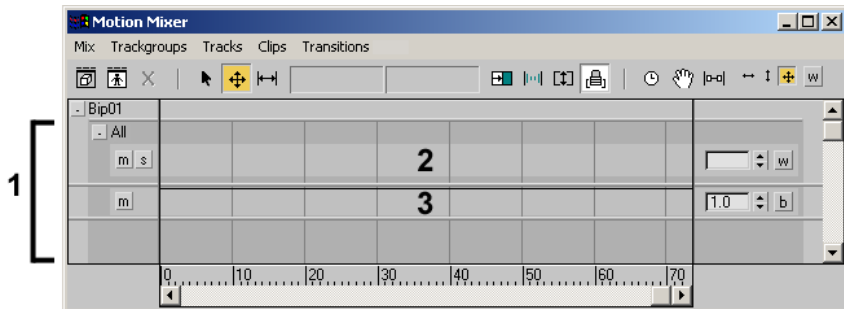 Motion Mixer
Mix Trackgroups Tracks Clips Transitions
w
Bip01
All
m s 2 w
1
m 3 1.0 b
0 10 20 30 40 50 60 70